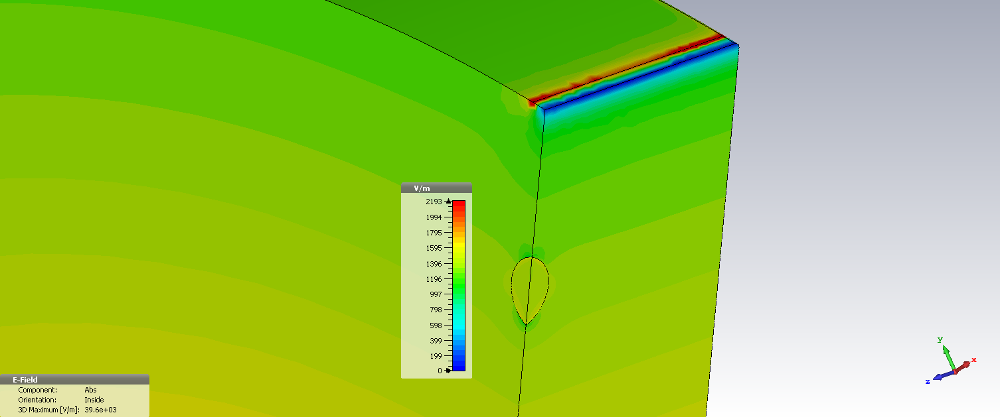 V/m
2193
1994
1795
1595
1396
1196
997
798
598
399
199
0
y
x
z
E-Field
Component: Abs
Orientation: Inside
3D Maximum [V/m]: 39.6e+03